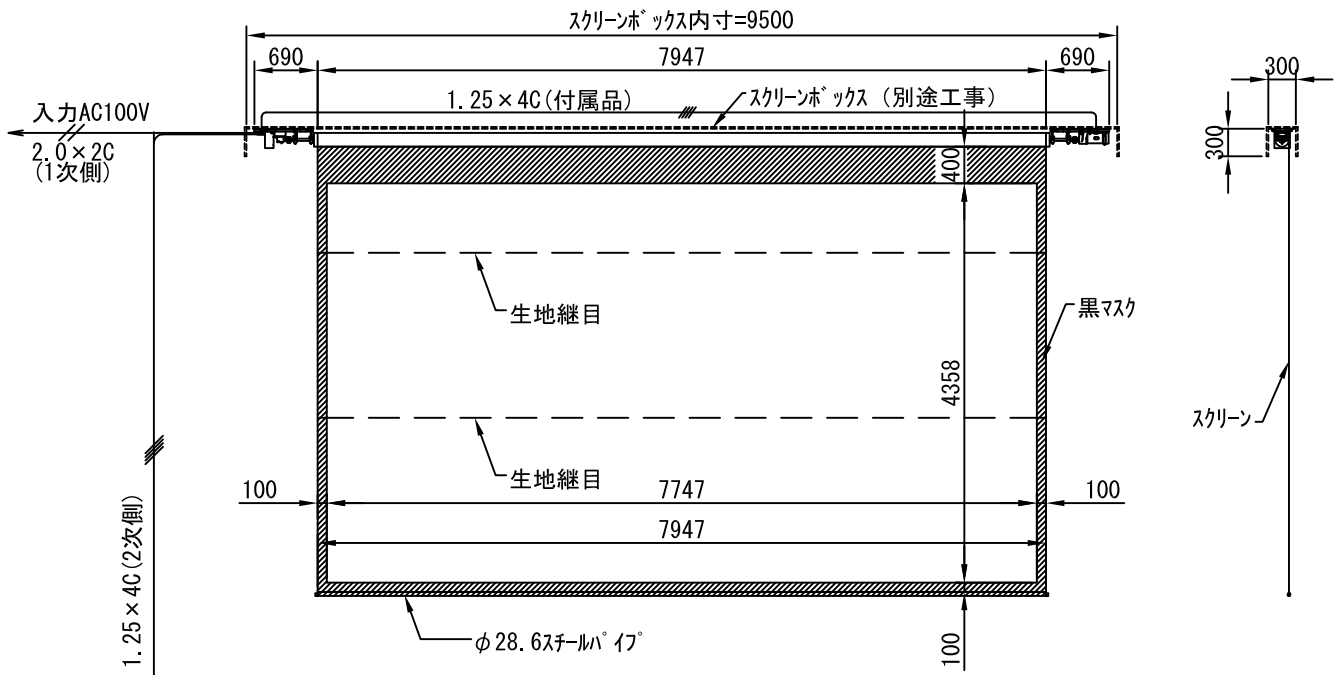 スクリーンボックス内寸=9500
690
7947
690
300
入力AC100V
1.25×4C(付属品)
スクリーンボックス (別途工事)
2.0×2C
(1次側)
300
400
生地継目
黒マスク
4358
スクリーン
生地継目
100
7747
100
7947
1.25×4C(2次側)
φ28.6スチールパイプ
100